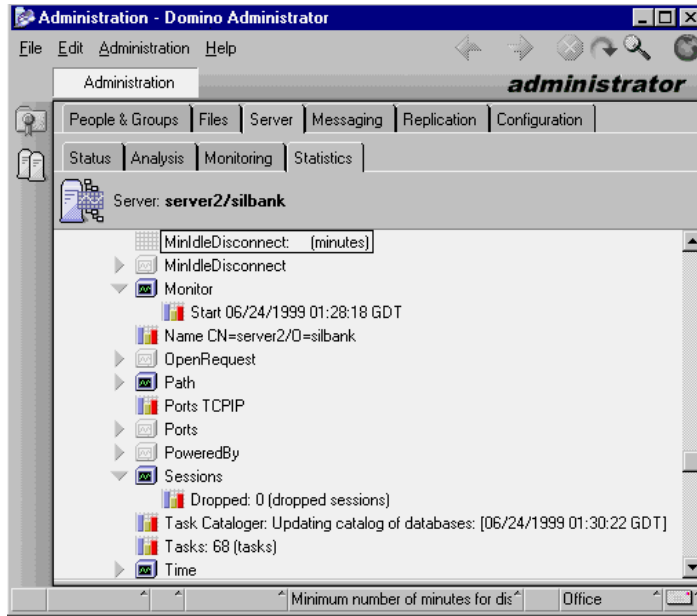 Administration - Domino Administrator
File Edit Administration Help
Administration
administrator
People & Groups Files Server Messaging Replication Configuration
Status Analysis Monitoring Statistics
Server: server2/silbank
MinIdleDisconnect: (minutes)
MinIdleDisconnect
Monitor
Start 06/24/1999 01:28:18 GDT
Name CN=server2/O=silbank
OpenRequest
Path
Ports TCPIP
Ports
PoweredBy
Sessions
Dropped: 0 (dropped sessions)
Task Cataloger: Updating catalog of databases: [06/24/1999 01:30:22 GDT]
Tasks: 68 (tasks)
Time
Minimum number of minutes for dis
Office